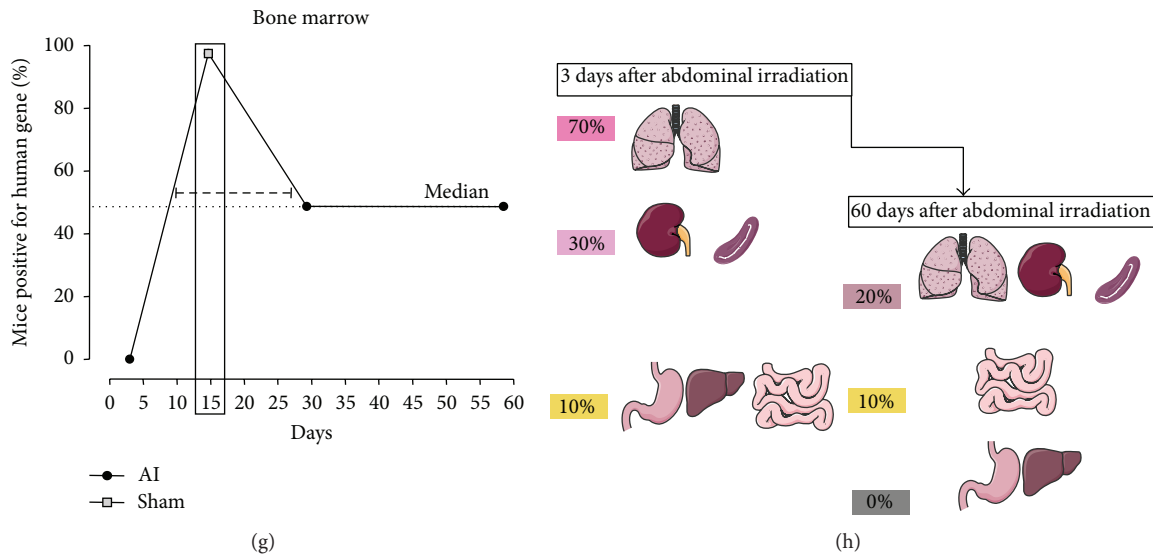 Bone marrow
Mice positive for human gene (%)
100
80
60
40
20
0
Median
0 5 10 15 20 25 30 35 40 45 50 55 60
Days
AI
Sham
(g)
3 days after abdominal irradiation
70%
30%
10%
60 days after abdominal irradiation
20%
10%
0%
(h)